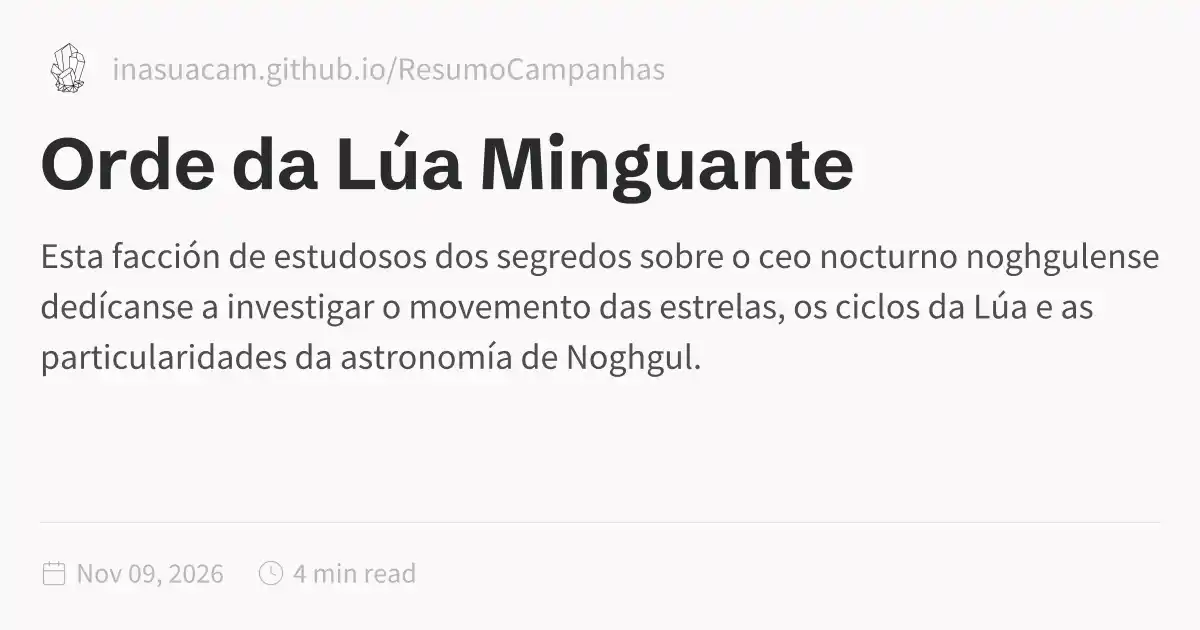 inasuacam.github.io/ResumoCampanhas
Orde da Lúa Minguante
Esta facción de estudosos dos segredos sobre o ceo nocturno noghgulense
dedícanse a investigar o movemento das estrelas, os ciclos da Lúa e as
particularidades da astronomía de Noghgul.
Nov 09, 2026 4 min read